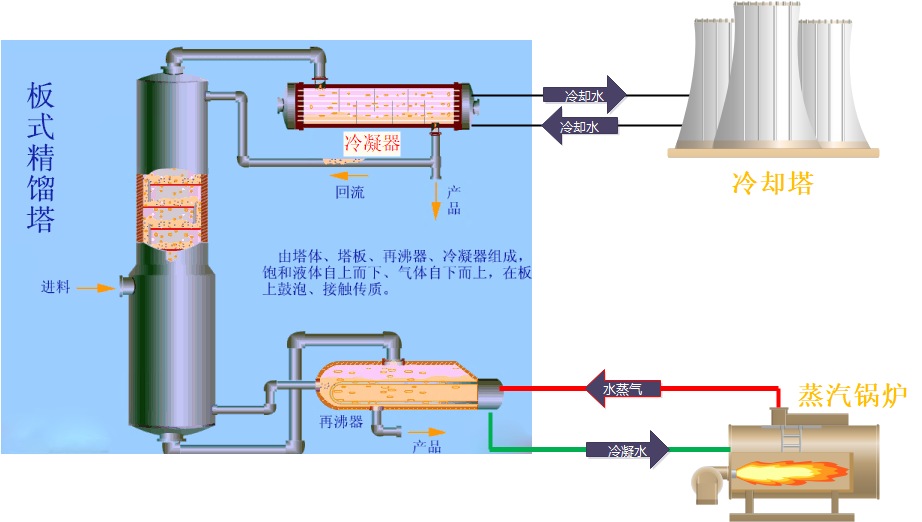 板式精馏塔
冷却水
冷却水
冷却塔
冷凝器
回流
产品
由塔体、塔板、再沸器、冷凝器组成，
饱和液体自上而下、气体自下而上，在板
上鼓泡、接触传质。
进料
水蒸气
蒸汽锅炉
再沸器
产品
冷凝水